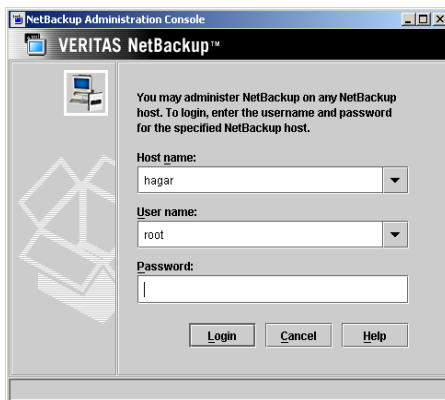 NetBackup Administration Console
VERITAS NetBackup™
You may administer NetBackup on any NetBackup
host. To login, enter the username and password
for the specified NetBackup host.
Host name:
hagar
User name:
root
Password:
Login Cancel Help